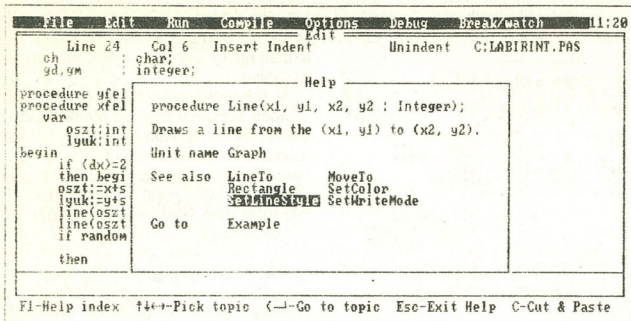 File Edit Run Compile Options Debug Break/watch 11:20
Edit
Line 24 Col 6 Insert Indent Unindent C:LABIRINT.PAS
ch : char;
gd,gm : integer;
Help
procedure yfel
procedure xfel procedure Line(x1, y1, x2, y2 : Integer);
var
oszt:int Draws a line from the (x1, y1) to (x2, y2).
lyuk:int
begin Unit name Graph
if (dx>=2
then begi See also LineTo MoveTo
oszt:=x+s Rectangle SetColor
lyuk:=y+s SetLineStyle SetWriteMode
line(oszt
line(oszt Go to Example
if random
then
F1-Help index ↑↓←→-Pick topic ⟨─┘-Go to topic Esc-Exit Help C-Cut & Paste